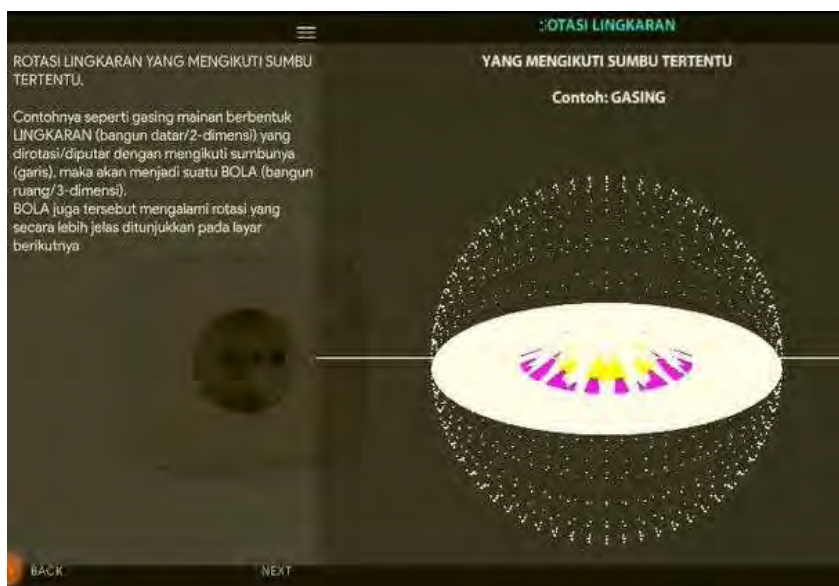 ROTASI LINGKARAN YANG MENGIKUTI SUMBU
TERTENTU.
Contohnya seperti gasing mainan berbentuk
LINGKARAN (bangun datar/2-dimensi) yang
dirotasi/diputar dengan mengikuti sumbunya
(garis), maka akan menjadi suatu BOLA (bangun
ruang/3-dimensi).
BOLA juga tersebut mengalami rotasi yang
secara lebih jelas ditunjukkan pada layar
berikutnya
BACK
NEXT
ROTASI LINGKARAN
YANG MENGIKUTI SUMBU TERTENTU
Contoh: GASING